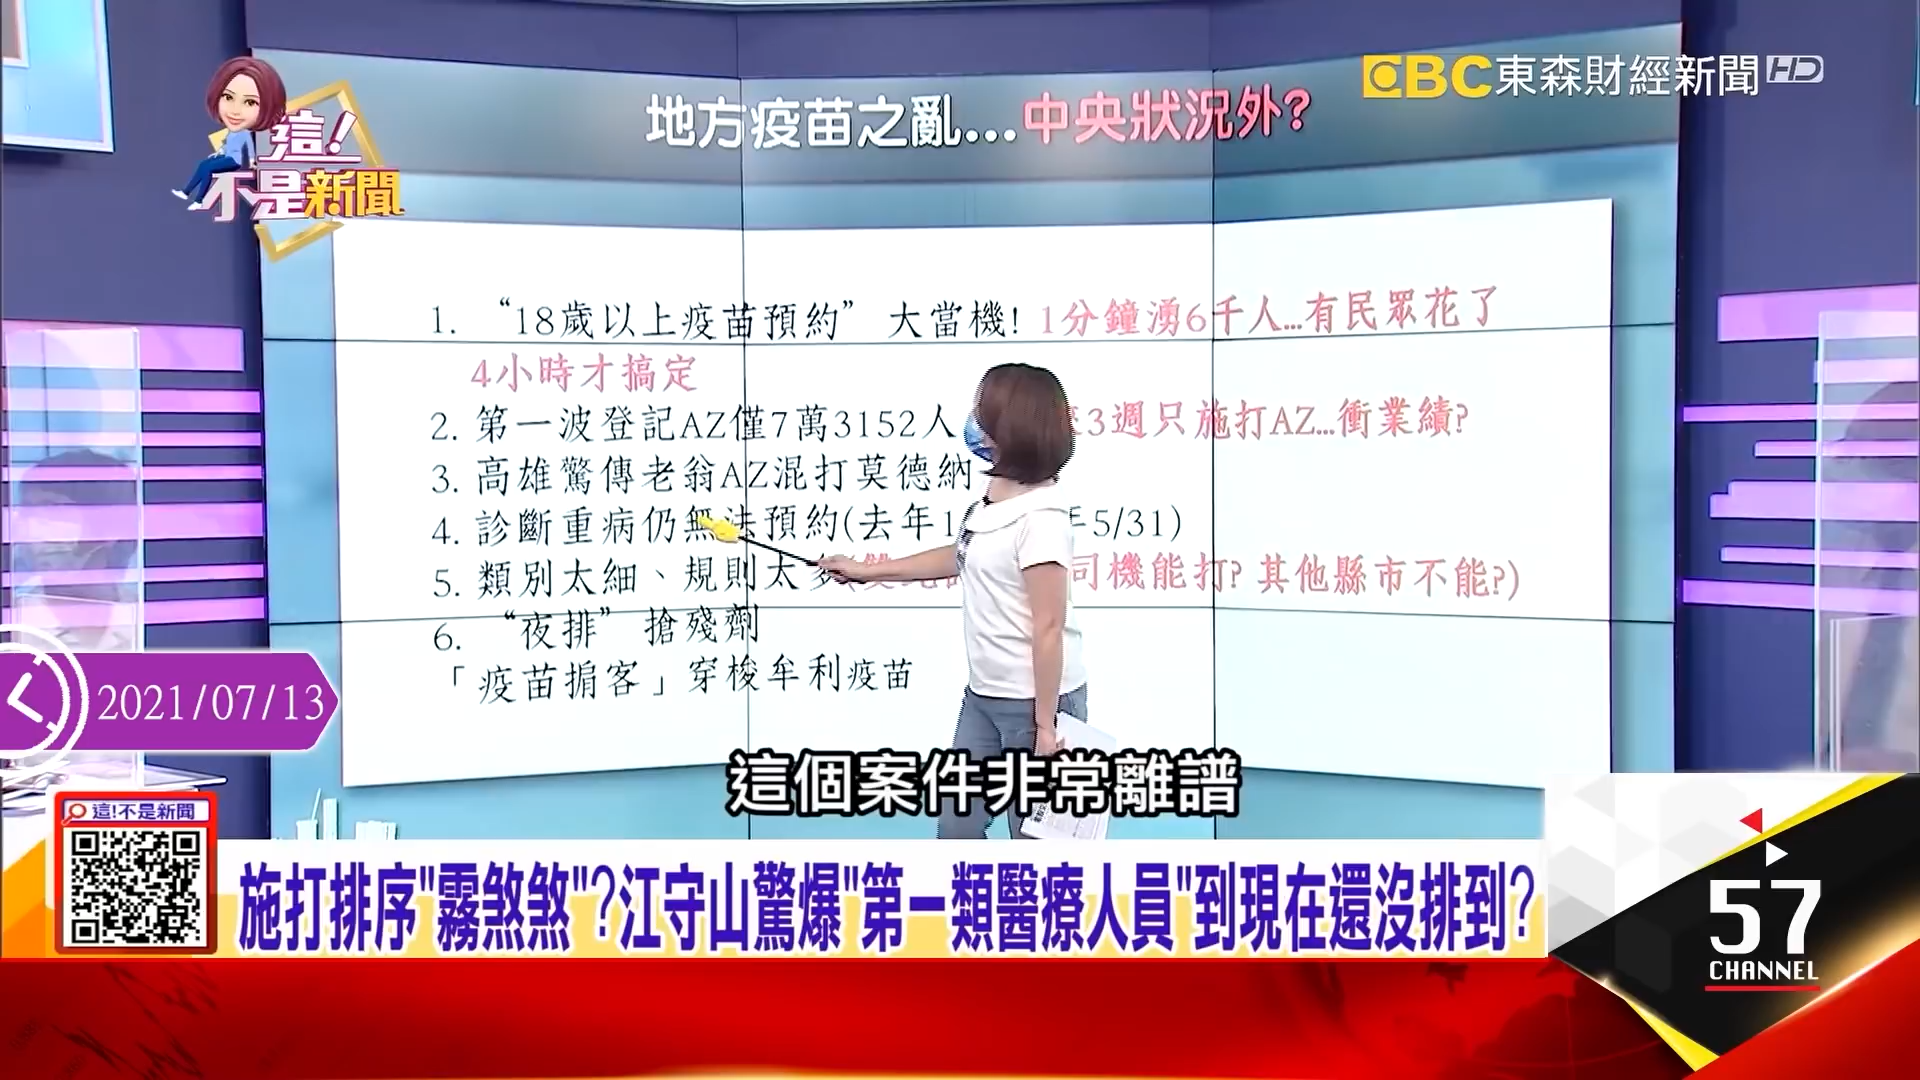 EBC東森財經新聞HD
這!
不是新聞
地方疫苗之亂...中央狀況外?
1. “18歲以上疫苗預約” 大當機! 1分鐘湧6千人...有民眾花了
4小時才搞定
2. 第一波登記AZ僅7萬3152人 3週只施打AZ...衝業績?
3. 高雄驚傳老翁AZ混打莫德納
4. 診斷重病仍無法預約(去年1 5/31)
5. 類別太細、規則太多( 司機能打? 其他縣市不能?)
6. “夜排” 搶殘劑
「疫苗掮客」穿梭牟利疫苗
2021/07/13
這個案件非常離譜
這!不是新聞
施打排序"霧煞煞"?江守山驚爆"第一類醫療人員"到現在還沒排到?
57
CHANNEL